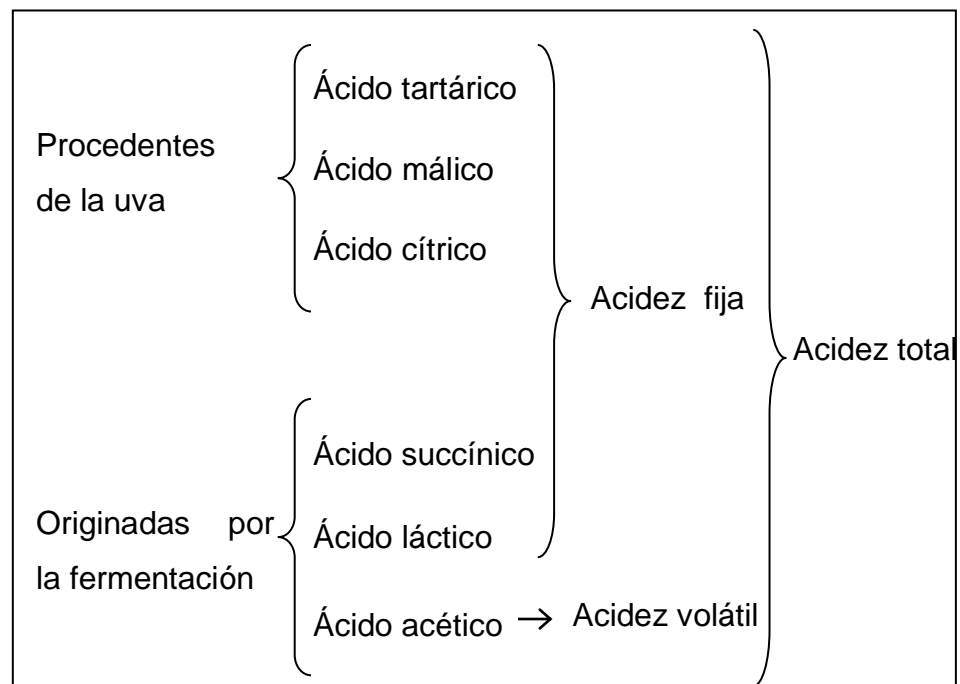 Procedentes
de la uva
Ácido tartárico
Ácido málico
Ácido cítrico
Acidez fija
Acidez total
Originadas por
la fermentación
Ácido succínico
Ácido láctico
Ácido acético → Acidez volátil